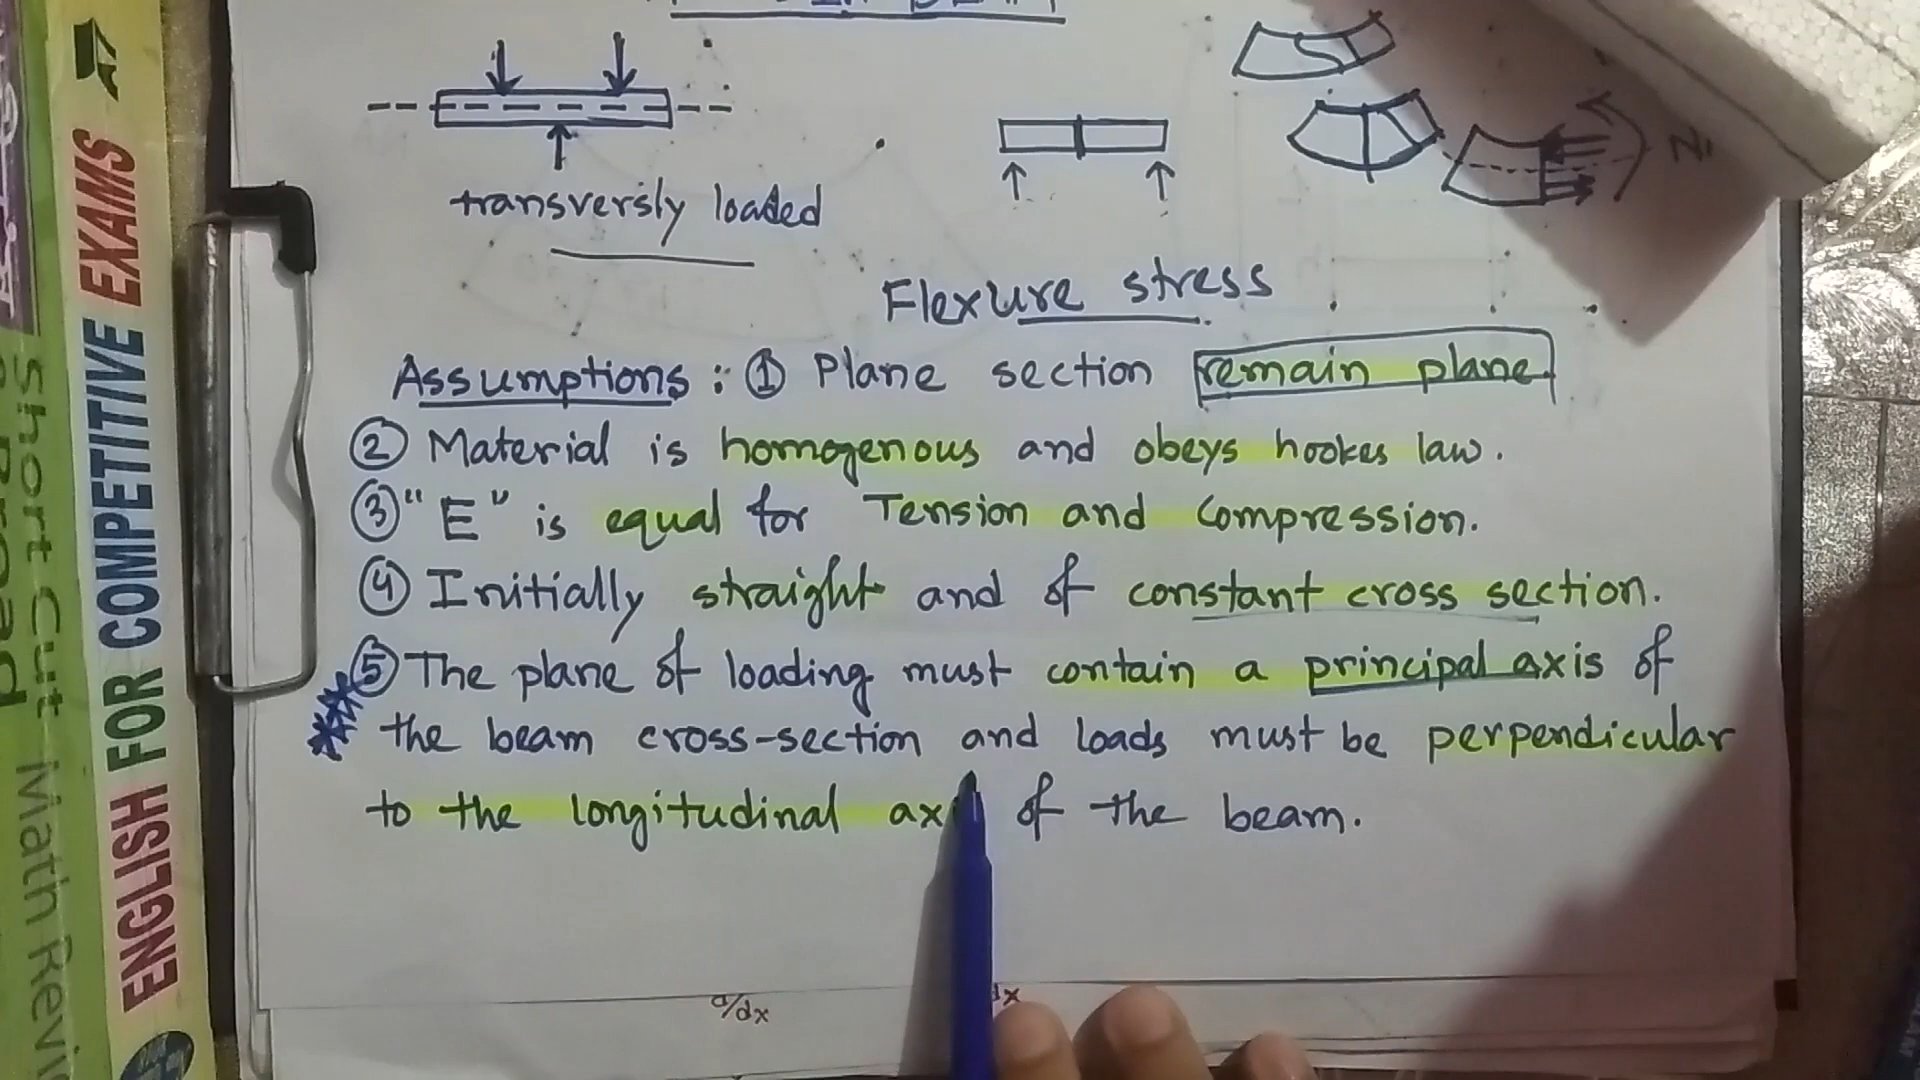 transversly loaded
Flexure stress
Assumptions : ① Plane section remain plane
② Material is homogenous and obeys hookes law.
③ "E" is equal for Tension and Compression.
④ Initially straight and of constant cross section.
⑤ The plane of loading must contain a principal axis of
the beam cross-section and loads must be perpendicular
to the longitudinal of the beam.
d/dx
ENGLISH FOR COMPETITIVE EXAMS
Short Cut Math